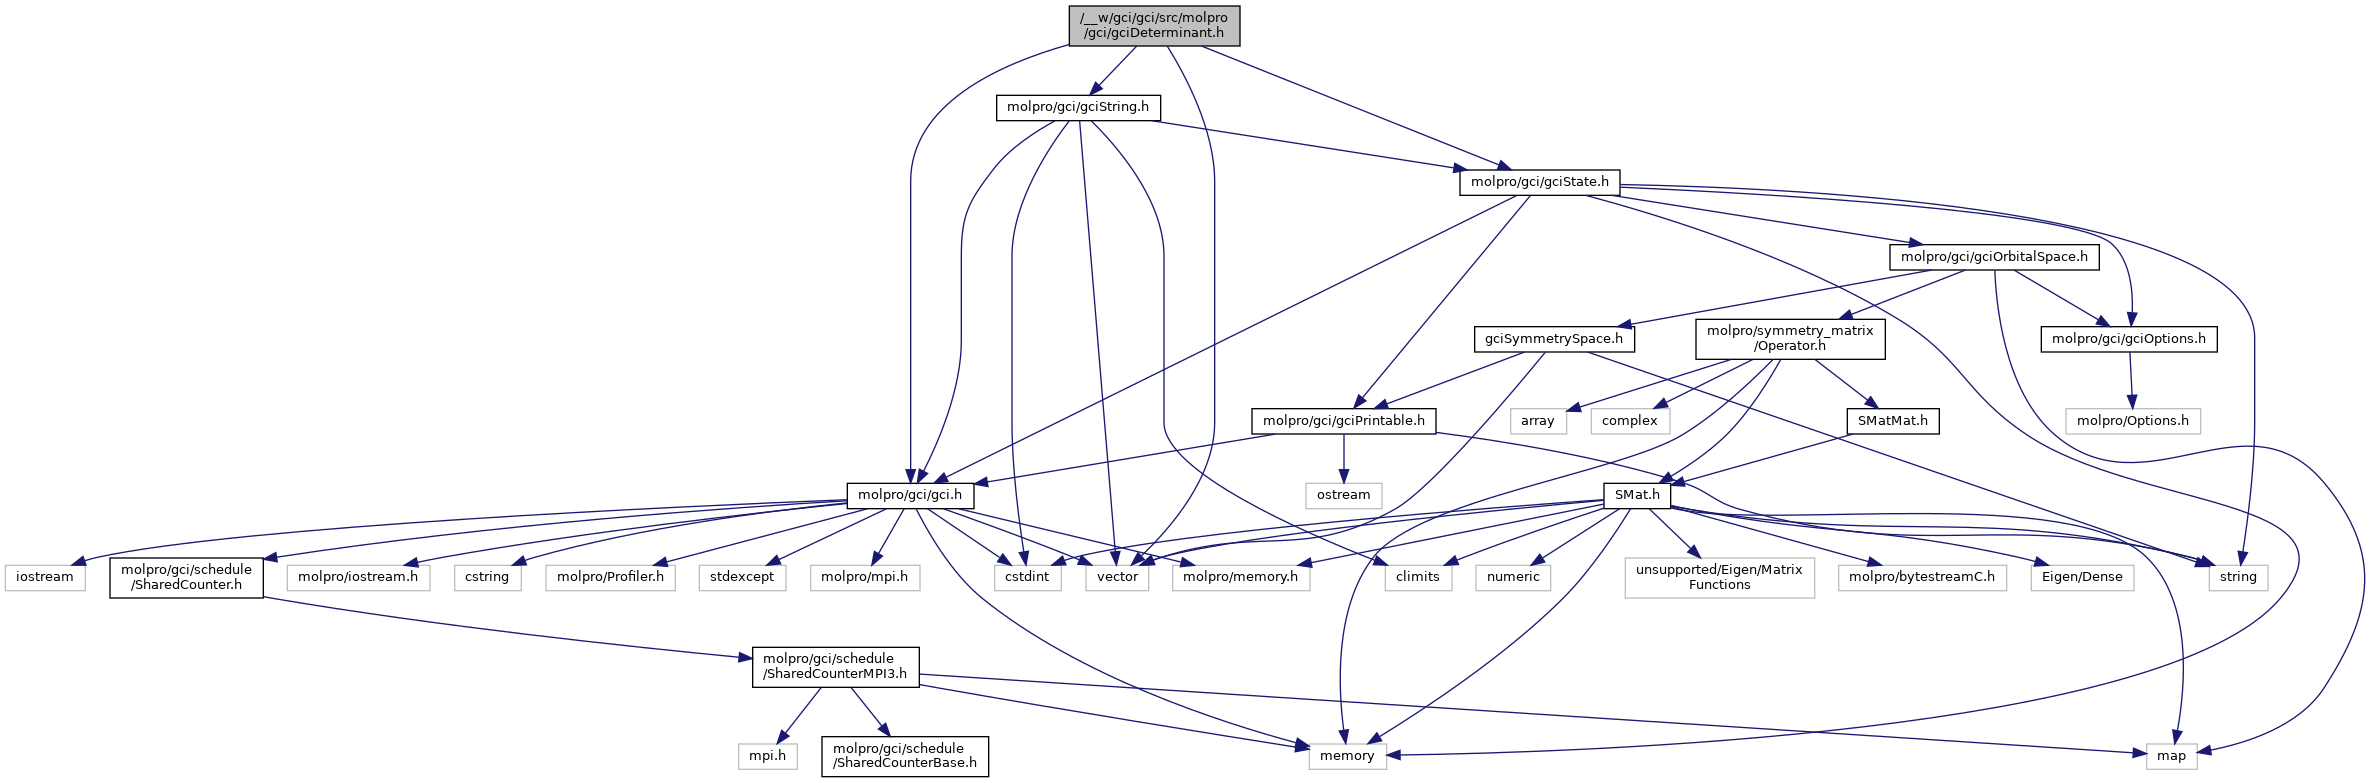 /__w/gci/gci/src/molpro
/gci/gciDeterminant.h
molpro/gci/gciString.h
molpro/gci/gciState.h
molpro/gci/gciOrbitalSpace.h
gciSymmetrySpace.h
molpro/symmetry_matrix
/Operator.h
molpro/gci/gciOptions.h
molpro/gci/gciPrintable.h
array
complex
SMatMat.h
molpro/Options.h
molpro/gci/gci.h
ostream
SMat.h
iostream
molpro/gci/schedule
/SharedCounter.h
molpro/iostream.h
cstring
molpro/Profiler.h
stdexcept
molpro/mpi.h
cstdint
vector
molpro/memory.h
climits
numeric
unsupported/Eigen/Matrix
Functions
molpro/bytestreamC.h
Eigen/Dense
string
molpro/gci/schedule
/SharedCounterMPI3.h
mpi.h
molpro/gci/schedule
/SharedCounterBase.h
memory
map